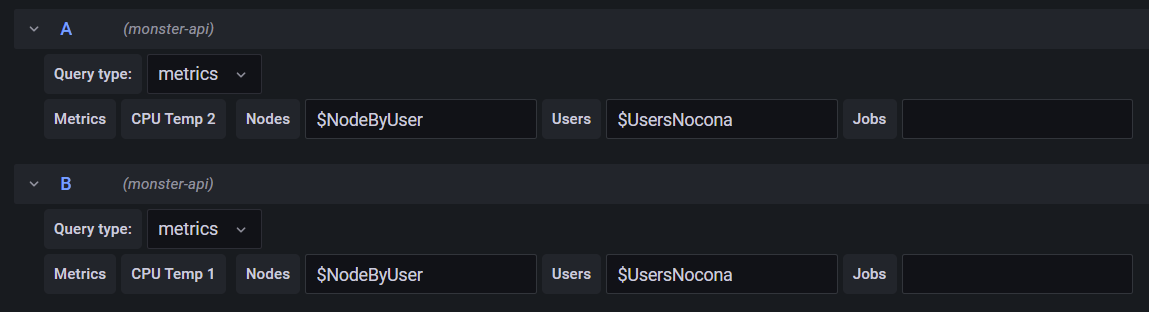 A (monster-api)
Query type: metrics
Metrics CPU Temp 2 Nodes $NodeByUser Users $UsersNocona Jobs
B (monster-api)
Query type: metrics
Metrics CPU Temp 1 Nodes $NodeByUser Users $UsersNocona Jobs